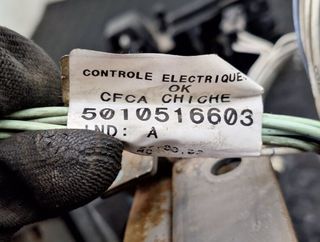 CONTROLE ELECTRIQUE
OK
CFCA CHICHE
5010516603
IND: A